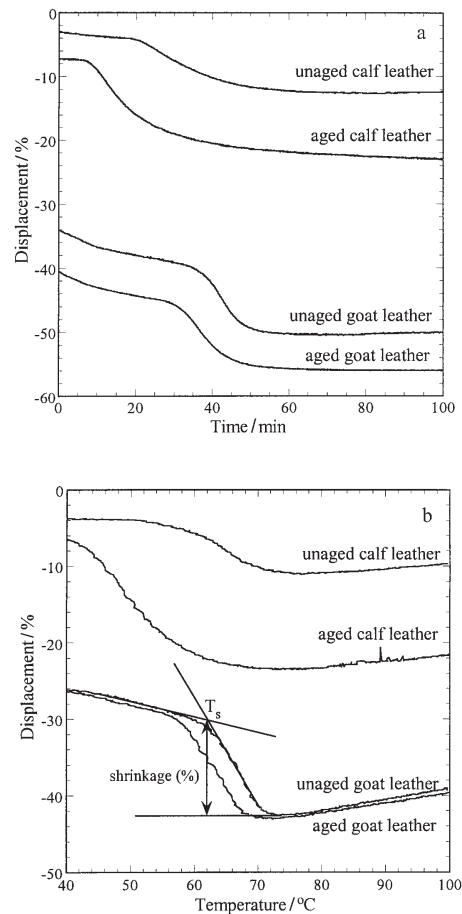 a
0
-10
-20
-30
-40
-50
-60
Displacement / %
unaged calf leather
aged calf leather
unaged goat leather
aged goat leather
0 20 40 60 80 100
Time / min
b
0
-10
-20
-30
-40
-50
Displacement / %
unaged calf leather
aged calf leather
Ts
shrinkage (%)
unaged goat leather
aged goat leather
40 50 60 70 80 90 100
Temperature / °C